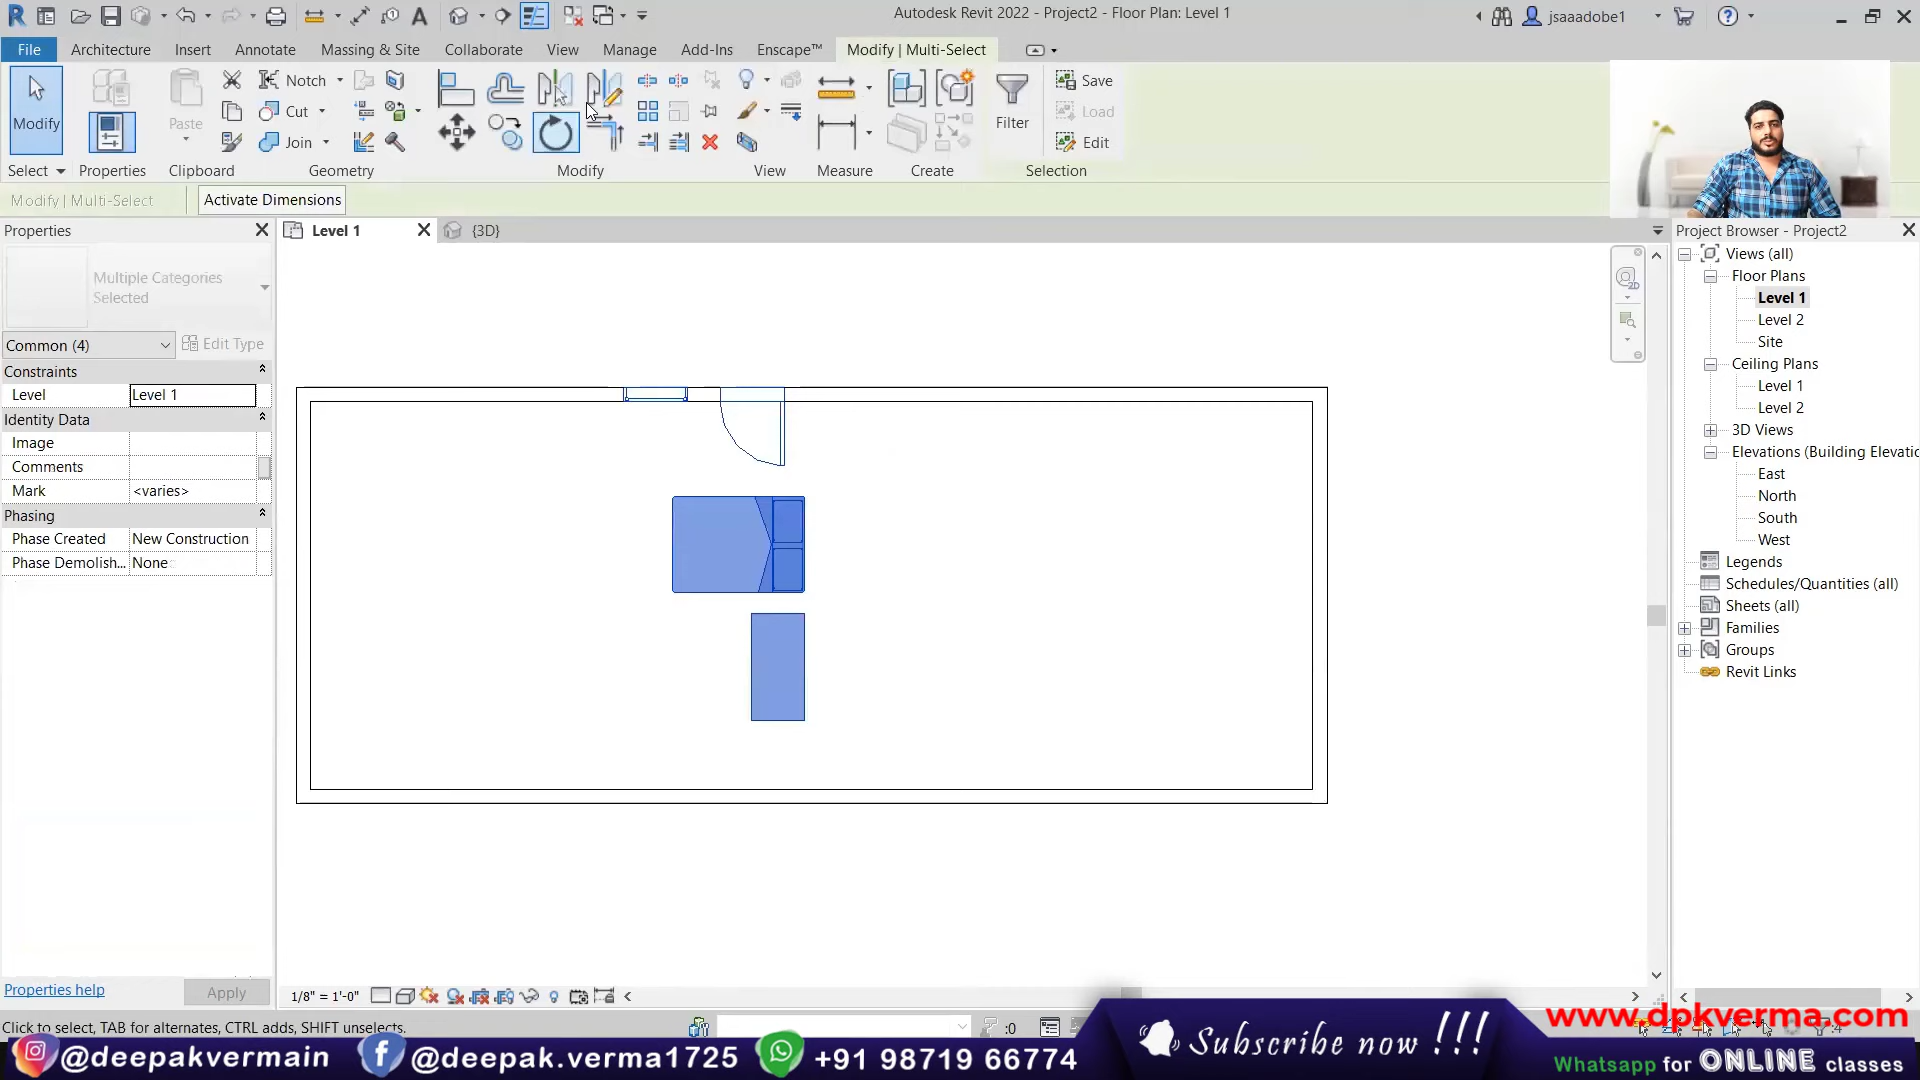 Autodesk Revit 2022 - Project2 - Floor Plan: Level 1
jsaaadobe1
File
Architecture
Insert
Annotate
Massing & Site
Collaborate
View
Manage
Add-Ins
Enscape™
Modify | Multi-Select
Modify
Paste
Notch
Cut
Join
Filter
Save
Load
Edit
Select
Properties
Clipboard
Geometry
Modify
View
Measure
Create
Selection
Modify | Multi-Select
Activate Dimensions
Properties
Level 1
{3D}
Project Browser - Project2
Multiple Categories
Selected
Common (4)
Edit Type
Constraints
Level
Level 1
Identity Data
Image
Comments
Mark
<varies>
Phasing
Phase Created
New Construction
Phase Demolish...
None
Properties help
Apply
2D
Views (all)
Floor Plans
Level 1
Level 2
Site
Ceiling Plans
Level 1
Level 2
3D Views
Elevations (Building Elevatic
East
North
South
West
Legends
Schedules/Quantities (all)
Sheets (all)
Families
Groups
Revit Links
1/8" = 1'-0"
Click to select, TAB for alternates, CTRL adds, SHIFT unselects.
:0
:4
@deepakvermain
@deepak.verma1725
+91 98719 66774
Subscribe now !!!
www.dpkverma.com
Whatsapp for ONLINE classes